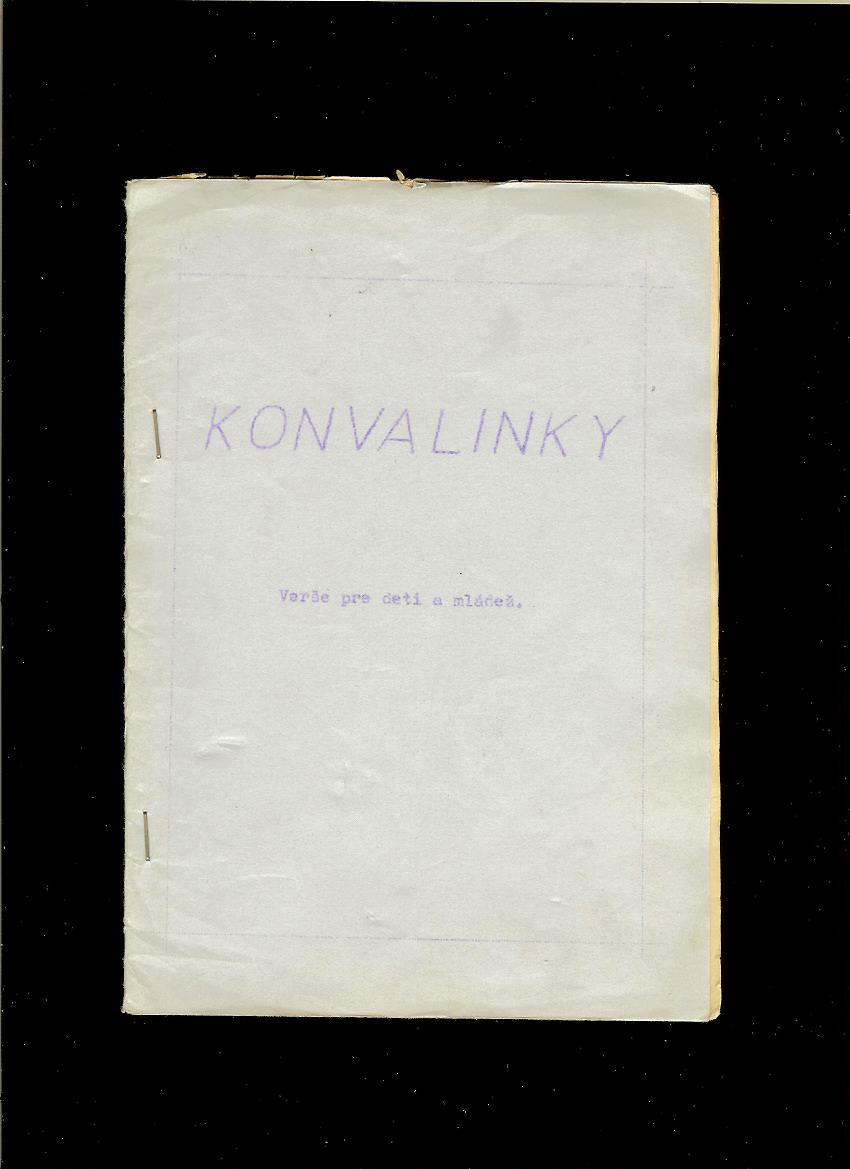 KONVALINKY
Verše pre deti a mládež.